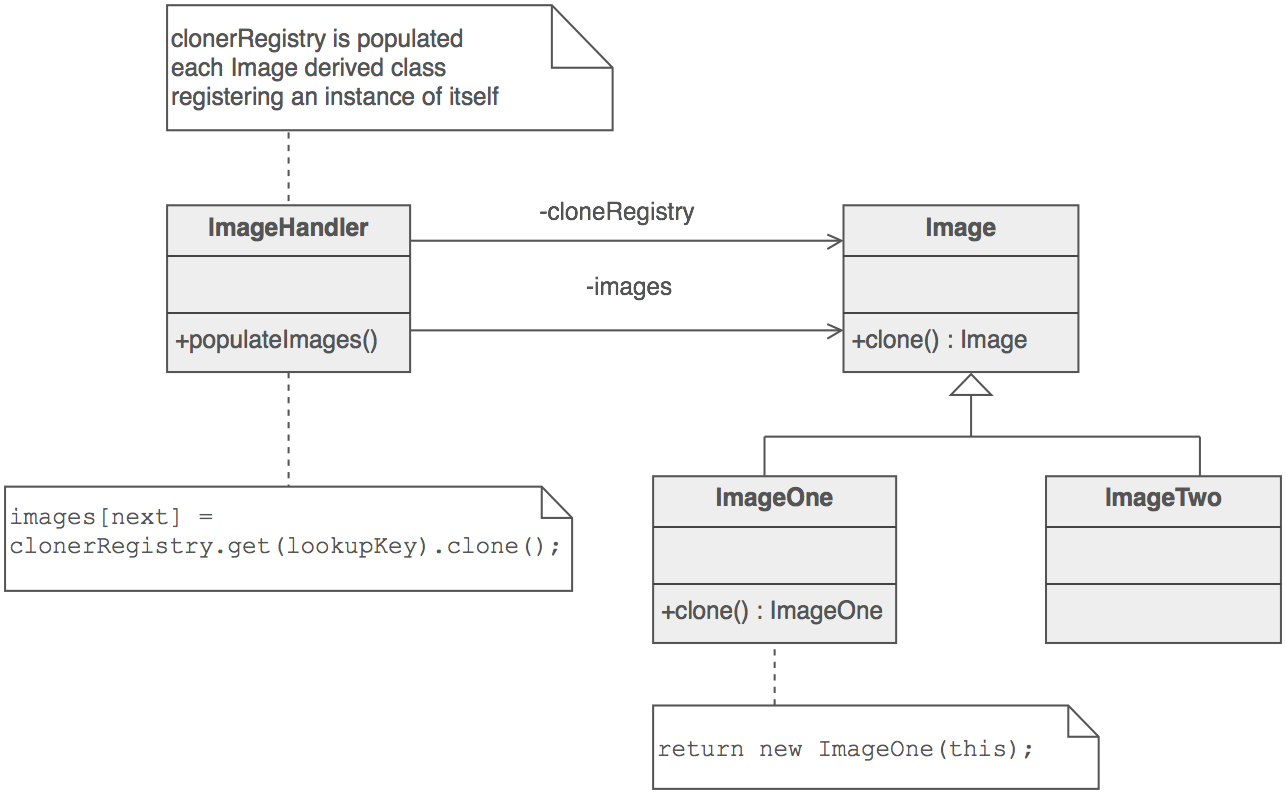 clonerRegistry is populated
each Image derived class
registering an instance of itself
ImageHandler
+populateImages()
-cloneRegistry
-images
Image
+clone() : Image
images[next] =
clonerRegistry.get(lookupKey).clone();
ImageOne
+clone() : ImageOne
ImageTwo
return new ImageOne(this);